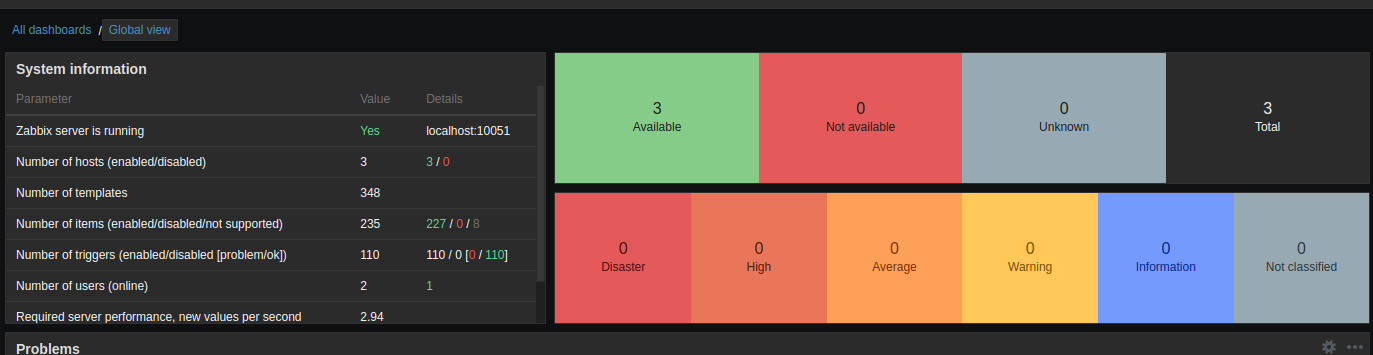 All dashboards / Global view
System information
Parameter Value Details
Zabbix server is running Yes localhost:10051
Number of hosts (enabled/disabled) 3 3 / 0
Number of templates 348
Number of items (enabled/disabled/not supported) 235 227 / 0 / 8
Number of triggers (enabled/disabled [problem/ok]) 110 110 / 0 [0 / 110]
Number of users (online) 2 1
Required server performance, new values per second 2.94
3 0 0 3
Available Not available Unknown Total
0 0 0 0 0 0
Disaster High Average Warning Information Not classified
Problems